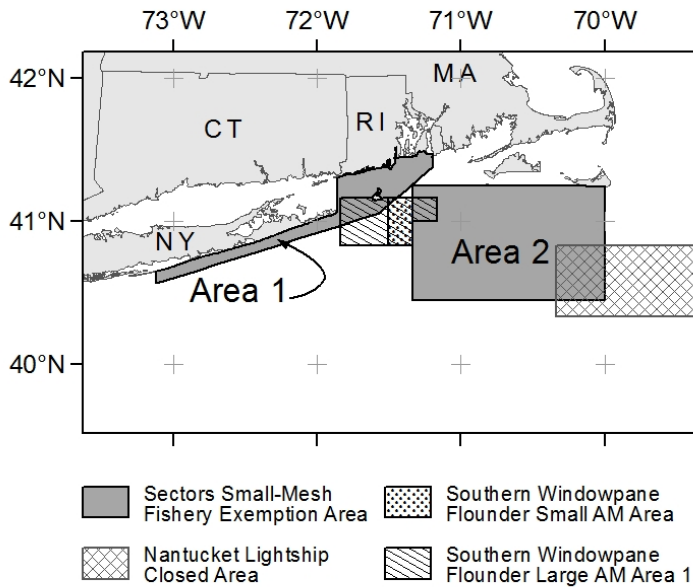 73°W 72°W 71°W 70°W
42°N
MA
CT
RI
41°N
NY
Area 2
Area 1
40°N
Sectors Small-Mesh
Fishery Exemption Area
Southern Windowpane
Flounder Small AM Area
Nantucket Lightship
Closed Area
Southern Windowpane
Flounder Large AM Area 1